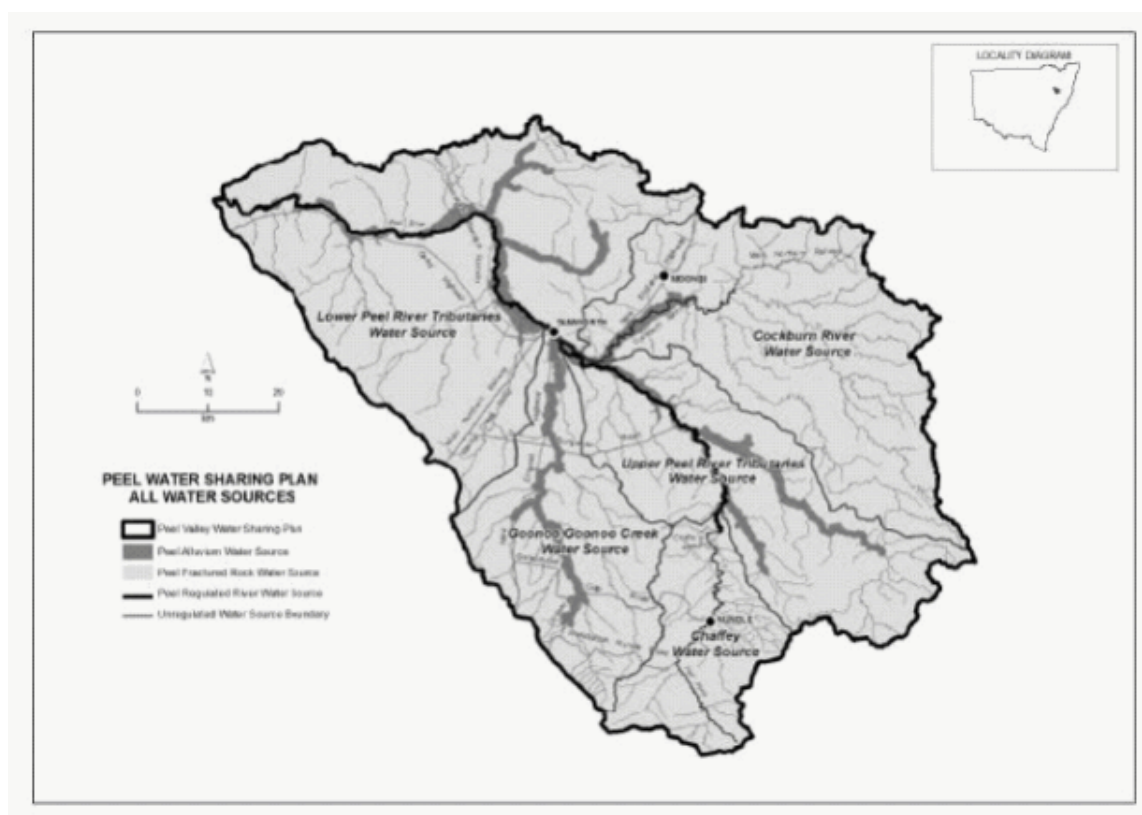 LOCALITY DIAGRAM
MOONBI
TAMWORTH
Lower Peel River Tributaries
Water Source
Cockburn River
Water Source
0 10 20
km
Upper Peel River Tributaries
Water Source
PEEL WATER SHARING PLAN
ALL WATER SOURCES
Peel Valley Water Sharing Plan
Peel Alluvium Water Source
Peel Fractured Rock Water Source
Peel Regulated River Water Source
Unregulated Water Source Boundary
Goonoo Goonoo Creek
Water Source
NUNDLE
Chaffey
Water Source